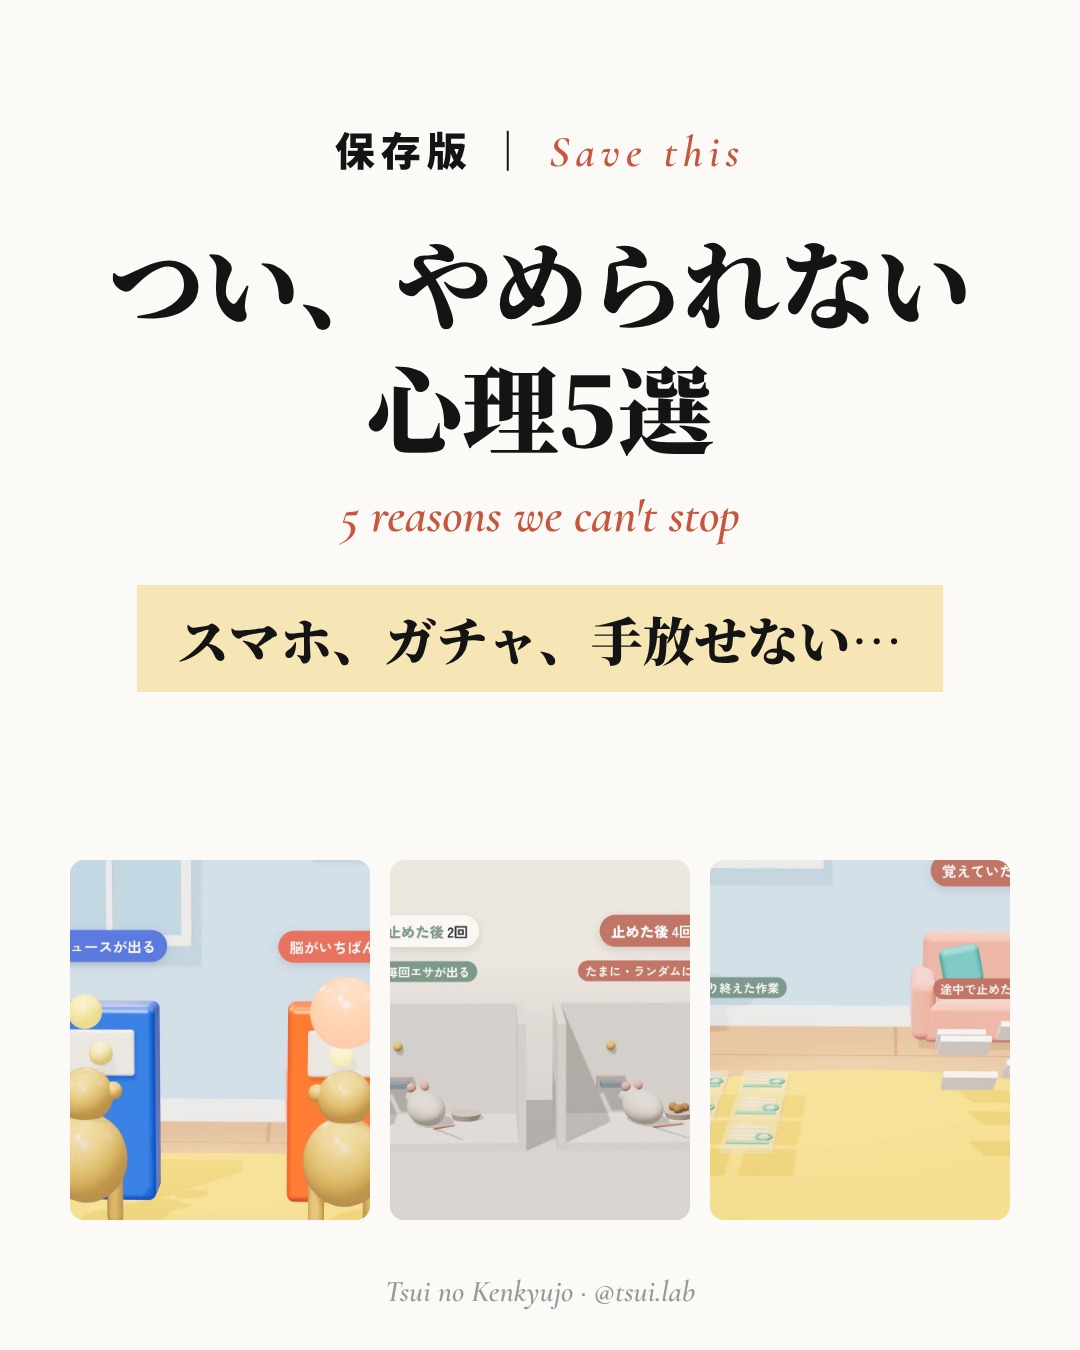 保存版 | Save this
つい、やめられない
心理5選
5 reasons we can't stop
スマホ、ガチャ、手放せない…
ュースが出る
脳がいちばん
止めた後 2回
毎回エサが出る
止めた後 4回
たまに・ランダムに
覚えていた
り終えた作業
途中で止めた
Tsui no Kenkyujo · @tsui.lab